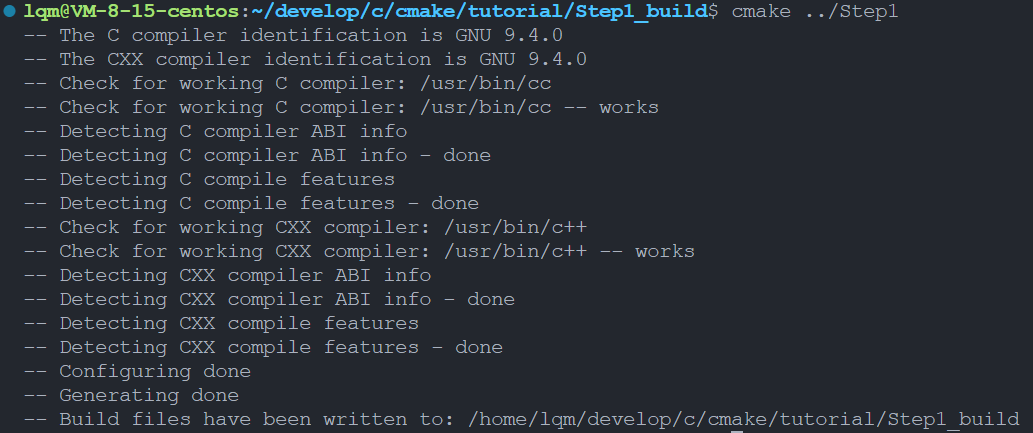 lqm@VM-8-15-centos:~/develop/c/cmake/tutorial/Step1_build$ cmake ../Step1
-- The C compiler identification is GNU 9.4.0
-- The CXX compiler identification is GNU 9.4.0
-- Check for working C compiler: /usr/bin/cc
-- Check for working C compiler: /usr/bin/cc -- works
-- Detecting C compiler ABI info
-- Detecting C compiler ABI info - done
-- Detecting C compile features
-- Detecting C compile features - done
-- Check for working CXX compiler: /usr/bin/c++
-- Check for working CXX compiler: /usr/bin/c++ -- works
-- Detecting CXX compiler ABI info
-- Detecting CXX compiler ABI info - done
-- Detecting CXX compile features
-- Detecting CXX compile features - done
-- Configuring done
-- Generating done
-- Build files have been written to: /home/lqm/develop/c/cmake/tutorial/Step1_build